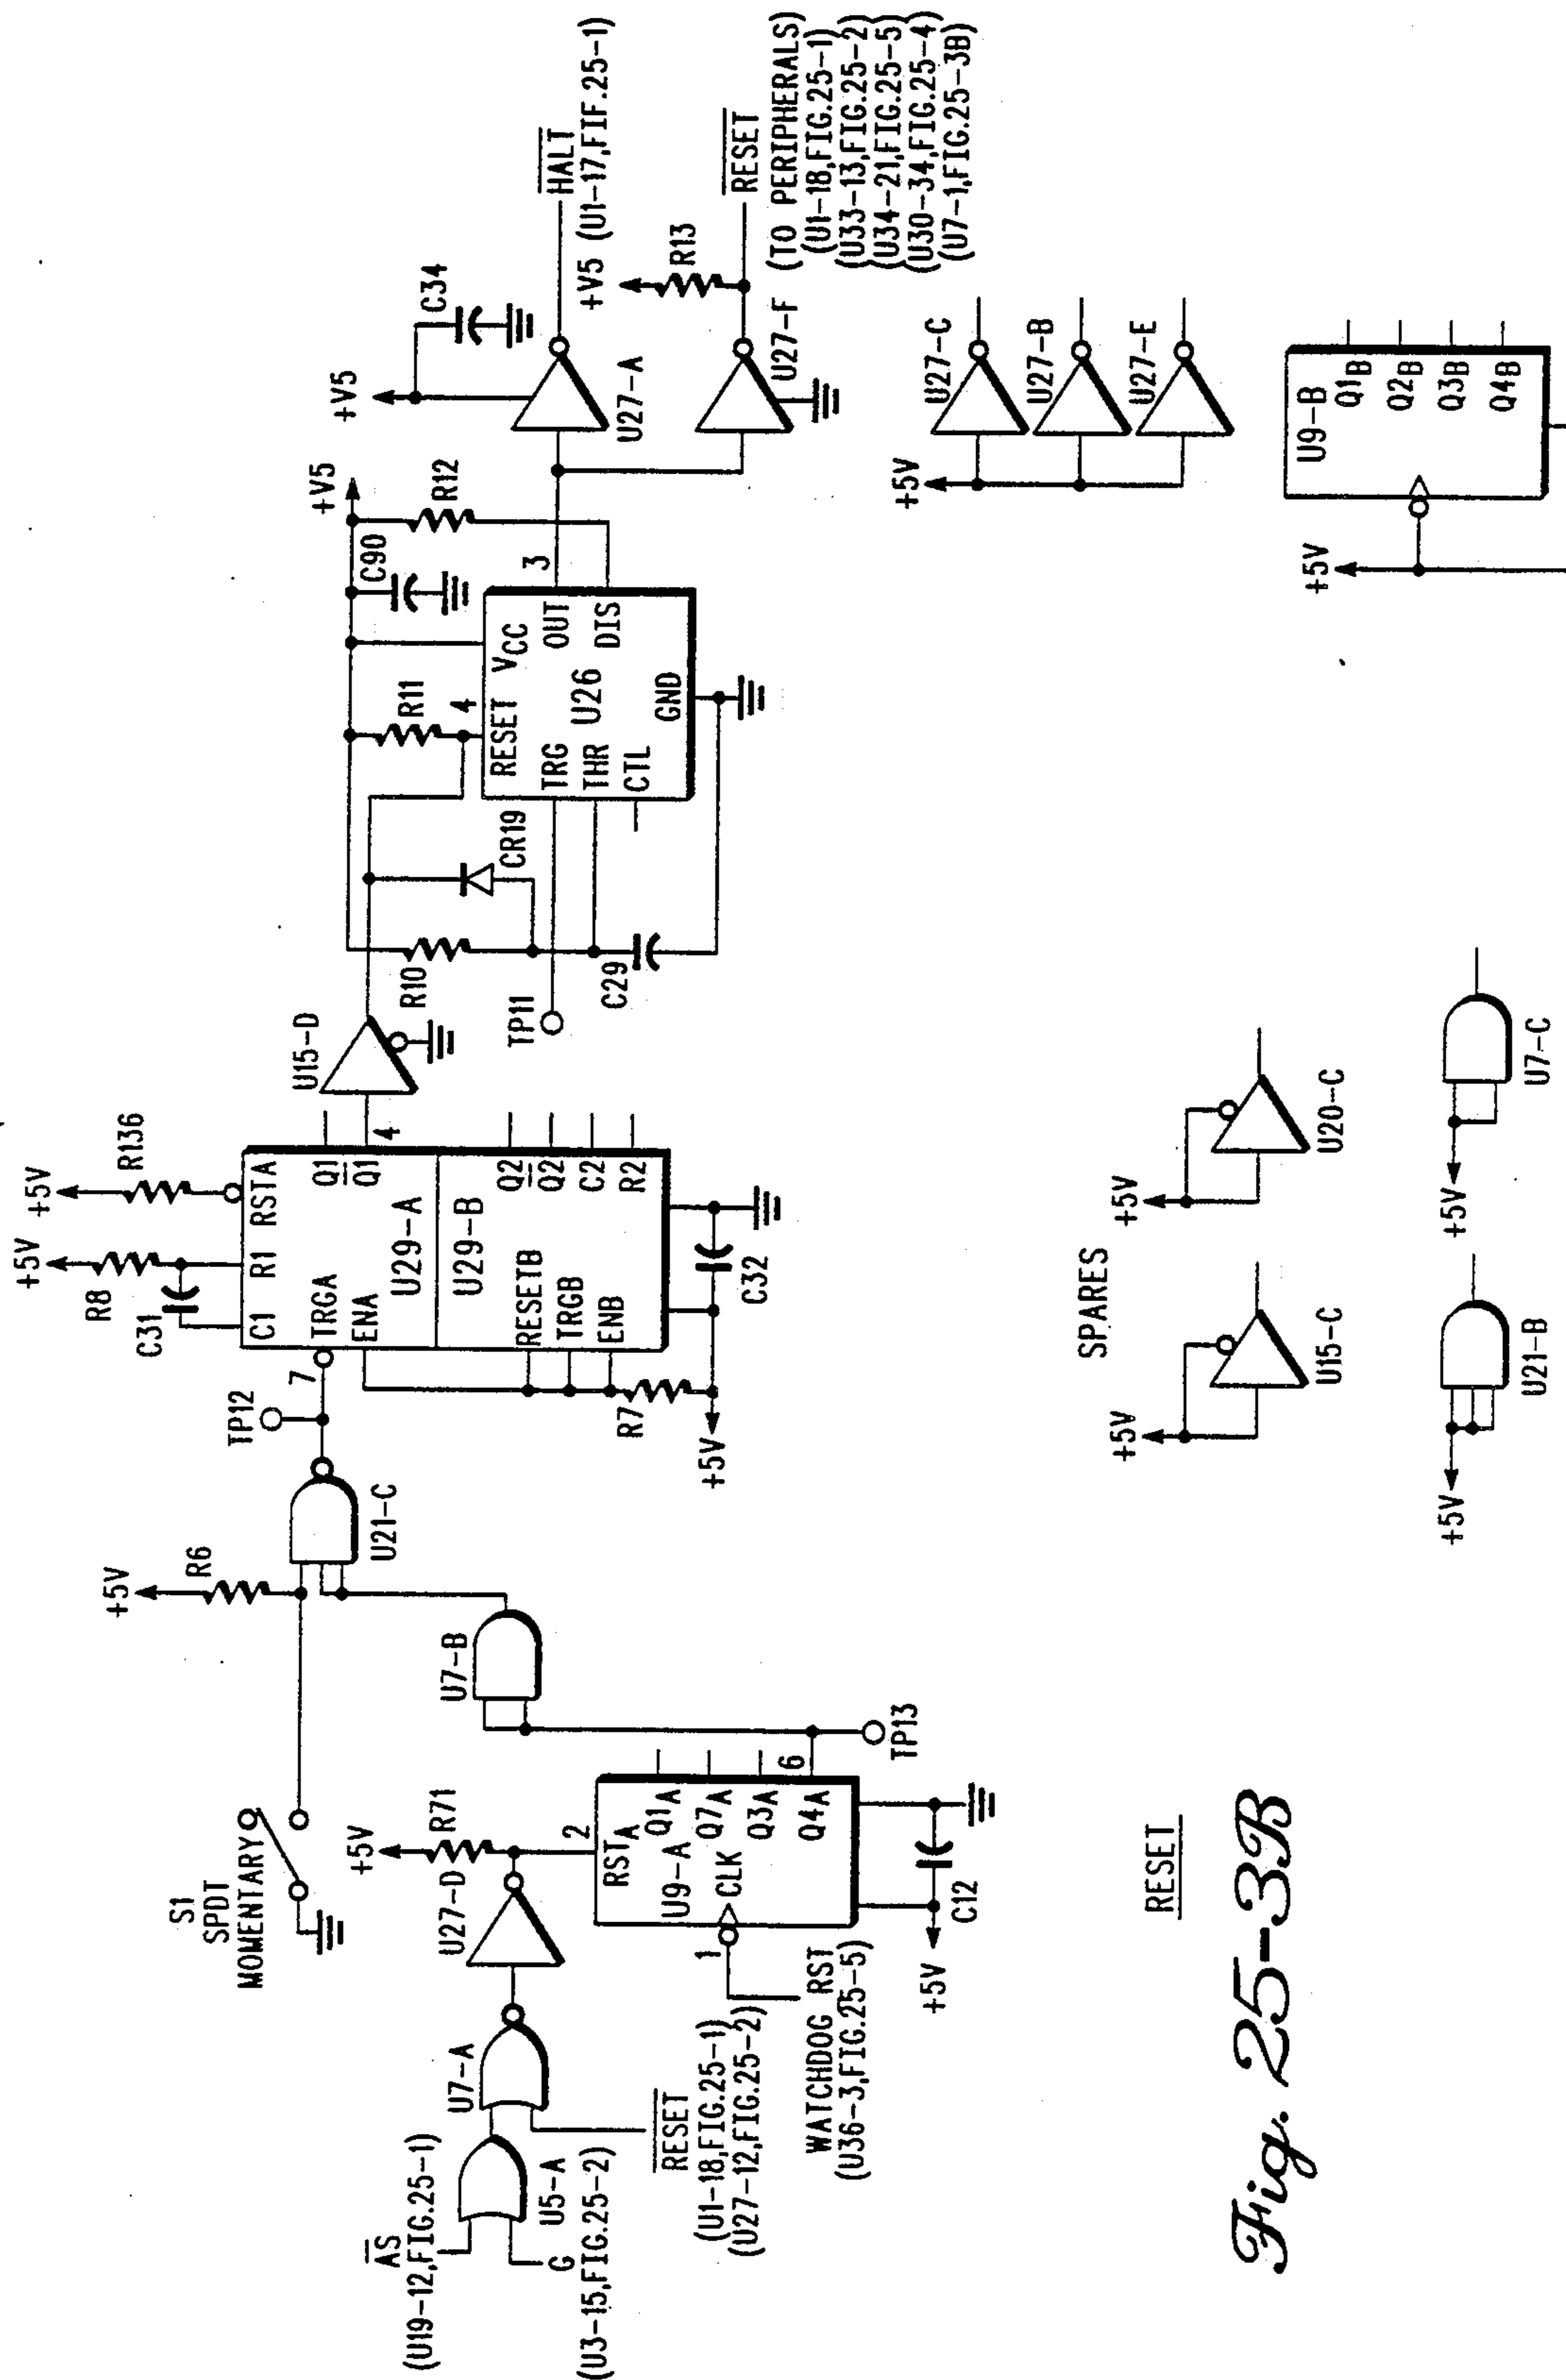 S1
SPDT
MOMENTARY
+5V
R6
U21-C
TP12
7
+5V
R8
C31
+5V
R136
C1
R1
RSTA
TRGA
ENA
Q1
Q1
4
U29-A
U29-B
RESETB
TRGB
ENB
Q2
Q2
C2
R2
R7
+5V
C32
U15-D
R10
TP11
C29
CR19
R11
4
RESET
VCC
TRG
THR
CTL
U26
OUT
DIS
GND
3
C90
R12
+V5
+V5
C34
U27-A
HALT
(U1-17,FIF.25-1)
+V5
R13
U27-F
RESET
(TO PERIPHERALS)
(U1-18,FIG.25-1)
(U33-13,FIG.25-2)
(U34-21,FIG.25-5)
(U30-34,FIG.25-4)
(U7-1,FIG.25-3B)
AS
(U19-12,FIG.25-1)
G
(U3-15,FIG.25-2)
U5-A
U7-A
RESET
(U1-18,FIG.25-1)
(U27-12,FIG.25-2)
U27-D
+5V
R71
2
RSTA
U9-A
CLK
1
WATCHDOG RST
(U36-3,FIG.25-5)
Q1A
Q7A
Q3A
Q4A
6
TP13
C12
+5V
U7-B
SPARES
+5V
U15-C
+5V
U20-C
+5V
U21-B
+5V
U7-C
+5V
U27-C
U27-B
U27-E
+5V
U9-B
Q1B
Q2B
Q3B
Q4B
RESET
Fig. 25-3B